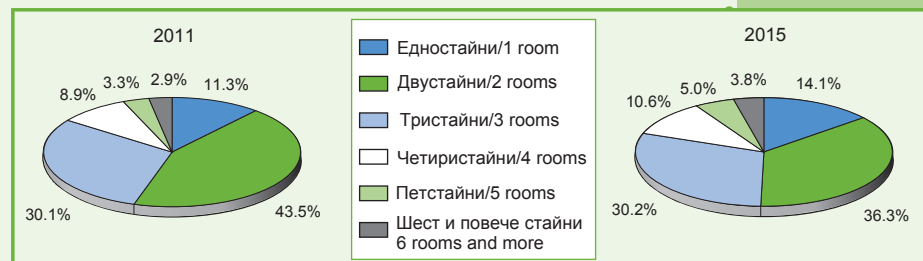 2011
2.9%
3.3%
8.9%
11.3%
30.1%
43.5%
Едностайни/1 room
Двустайни/2 rooms
Тристайни/3 rooms
Четиристайни/4 rooms
Петстайни/5 rooms
Шест и повече стайни
6 rooms and more
2015
3.8%
5.0%
10.6%
14.1%
30.2%
36.3%